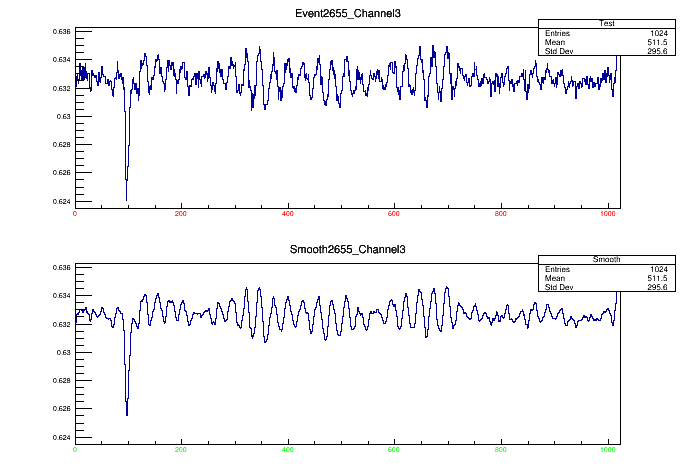 Event2655_Channel3
Test
Entries 1024
Mean 511.5
Std Dev 295.6
0.636
0.634
0.632
0.63
0.628
0.626
0.624
0 200 400 600 800 1000
Smooth2655_Channel3
Smooth
Entries 1024
Mean 511.5
Std Dev 295.6
0.636
0.634
0.632
0.63
0.628
0.626
0.624
0 200 400 600 800 1000